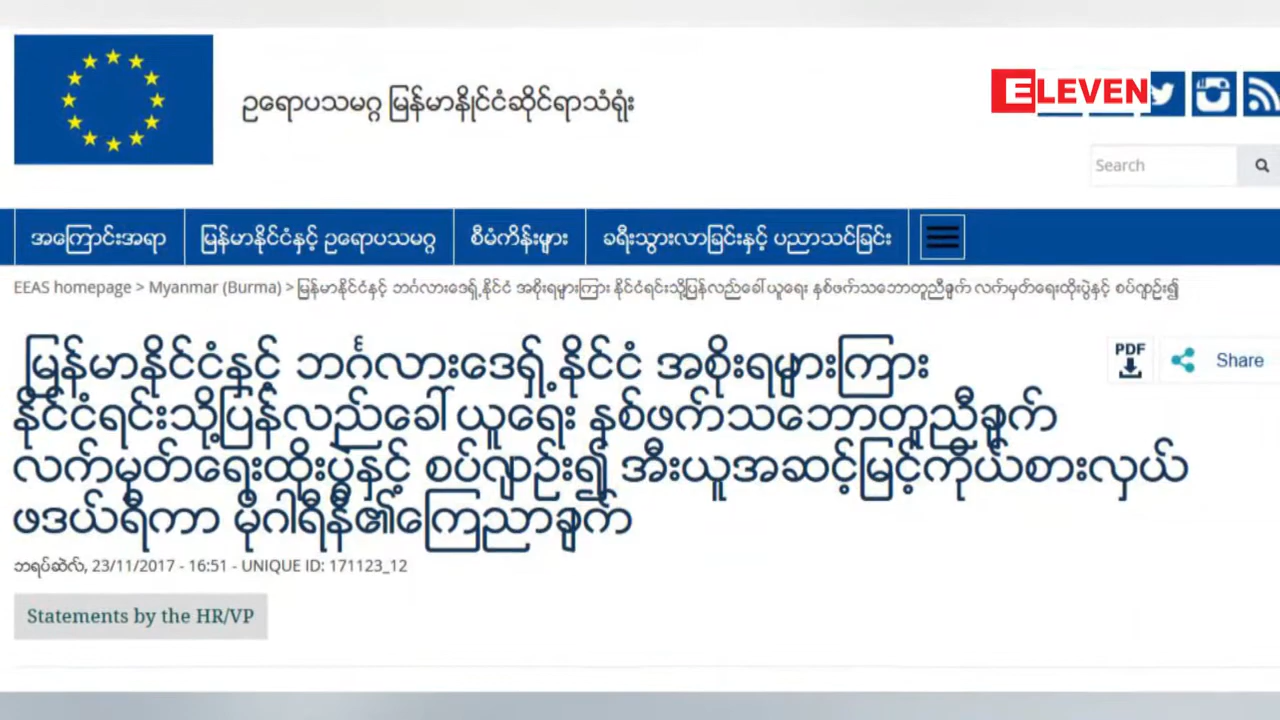 ဥရောပသမဂ္ဂ မြန်မာနိုင်ငံဆိုင်ရာသံရုံး
ELEVEN
Search
အကြောင်းအရာ
မြန်မာနိုင်ငံနှင့် ဥရောပသမဂ္ဂ
စီမံကိန်းများ
ခရီးသွားလာခြင်းနှင့် ပညာသင်ခြင်း
EEAS homepage > Myanmar (Burma) > မြန်မာနိုင်ငံနှင့် ဘင်္ဂလားဒေ့ရှ်နိုင်ငံ အစိုးရများကြား နိုင်ငံရင်းသို့ပြန်လည်ခေါ်ယူရေး နှစ်ဖက်သဘောတူညီချက် လက်မှတ်ရေးထိုးပွဲနှင့် စပ်လျဉ်း၍
မြန်မာနိုင်ငံနှင့် ဘင်္ဂလားဒေ့ရှ်နိုင်ငံ အစိုးရများကြား
နိုင်ငံရင်းသို့ပြန်လည်ခေါ်ယူရေး နှစ်ဖက်သဘောတူညီချက်
လက်မှတ်ရေးထိုးပွဲနှင့် စပ်လျဉ်း၍ အီးယူအဆင့်မြင့်ကိုယ်စားလှယ်
ဖဒယ်ရီကာ မိုဂါရီနီ၏ကြေညာချက်
PDF
Share
ဘရပ်ဆဲလ်, 23/11/2017 - 16:51 - UNIQUE ID: 171123_12
Statements by the HR/VP